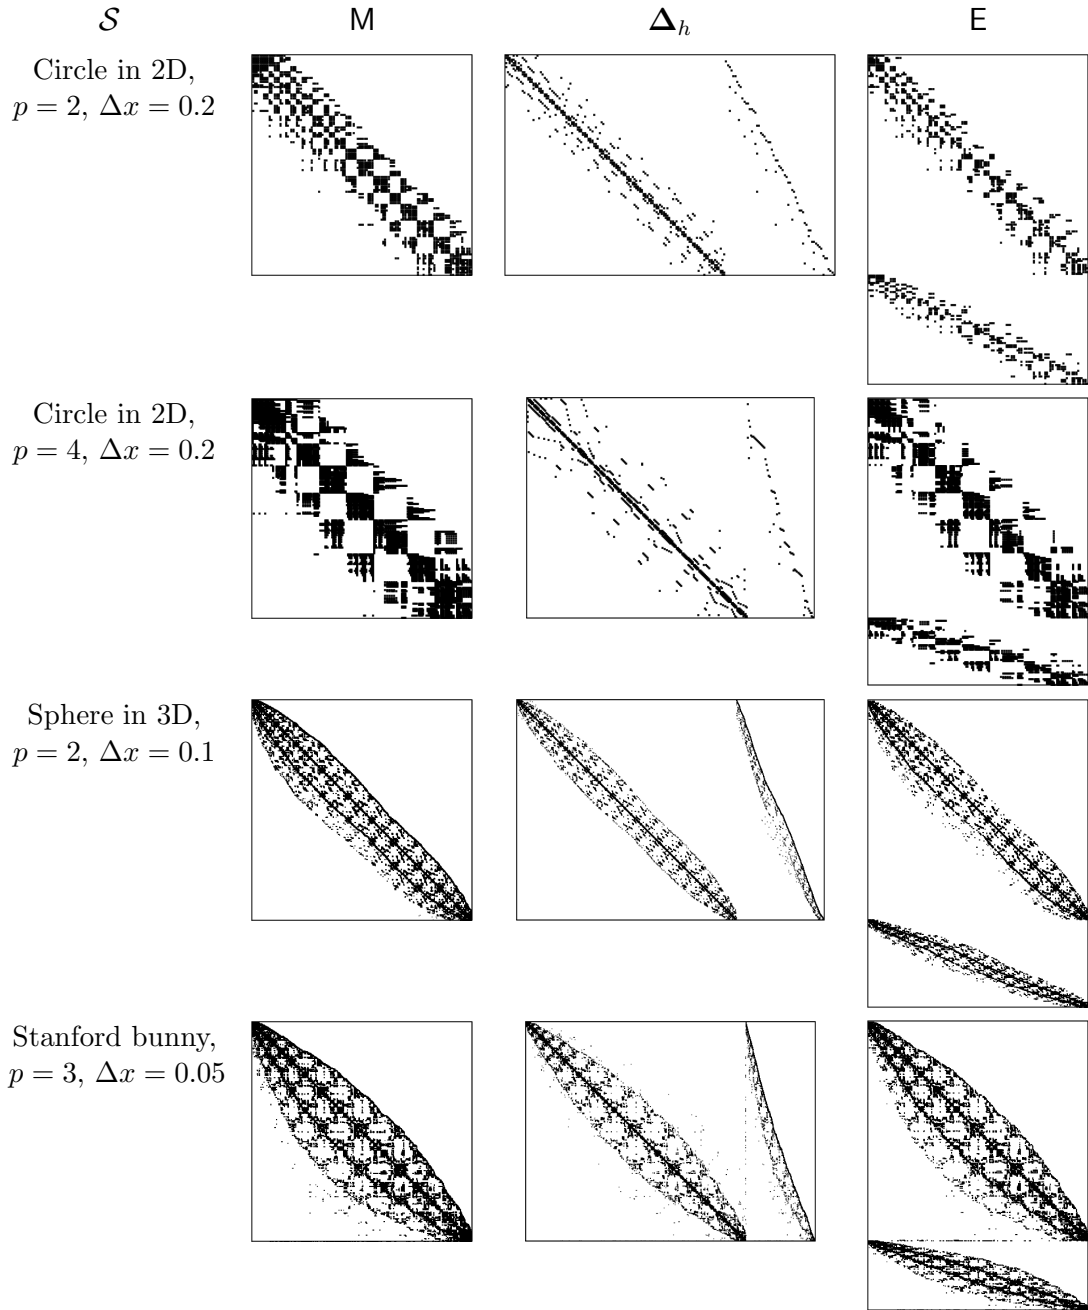 𝒮 M 𝚫ₕ E
Circle in 2D,
p = 2, Δx = 0.2
Circle in 2D,
p = 4, Δx = 0.2
Sphere in 3D,
p = 2, Δx = 0.1
Stanford bunny,
p = 3, Δx = 0.05